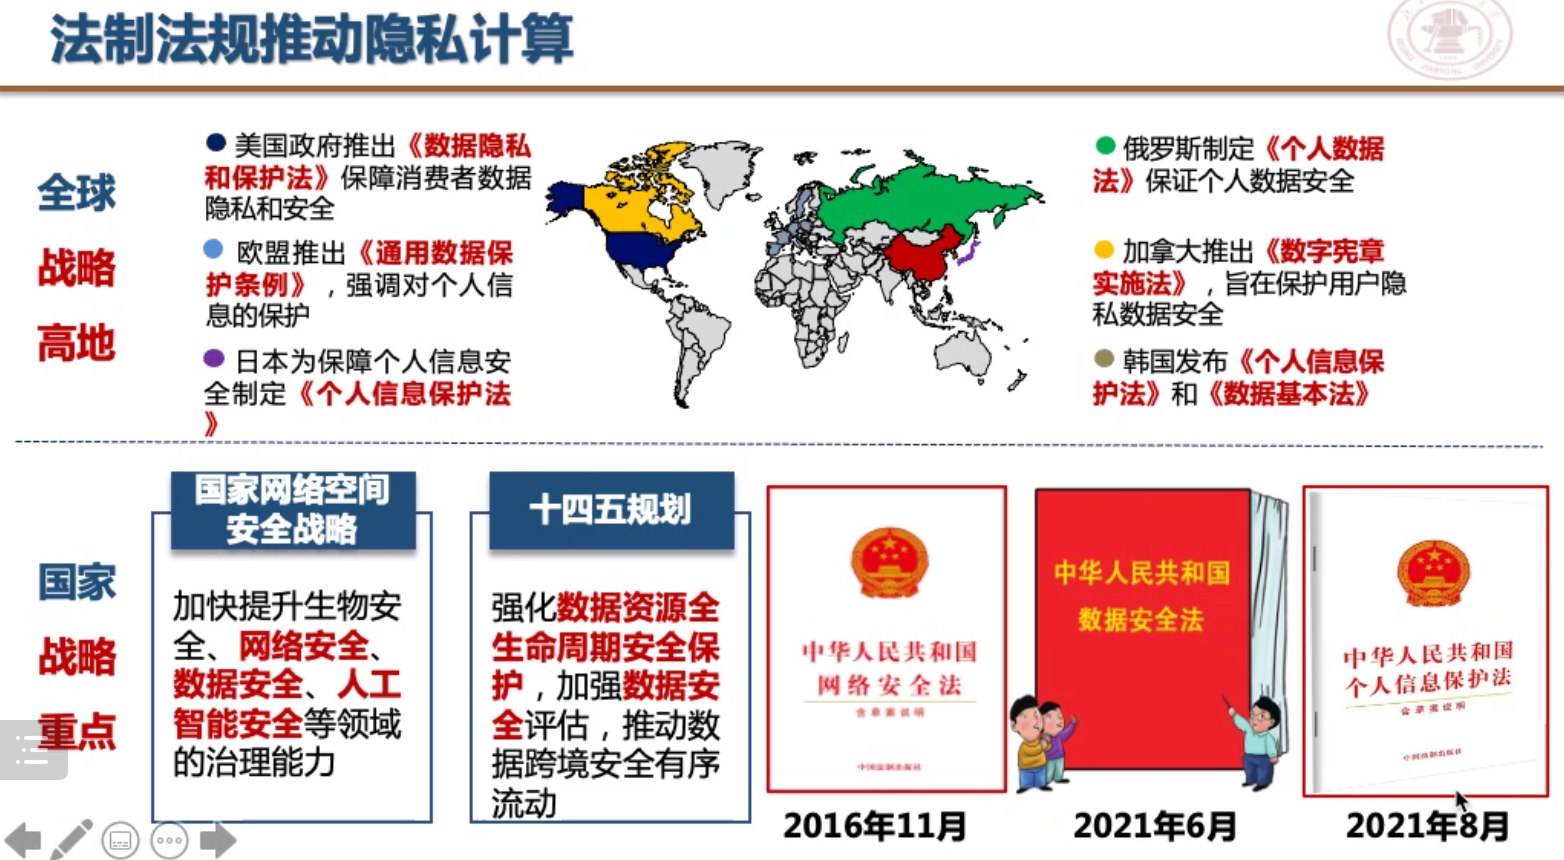 法制法规推动隐私计算
全球
战略
高地
美国政府推出《数据隐私
和保护法》保障消费者数据
隐私和安全
欧盟推出《通用数据保
护条例》，强调对个人信
息的保护
日本为保障个人信息安
全制定《个人信息保护法
》
俄罗斯制定《个人数据
法》保证个人数据安全
加拿大推出《数字宪章
实施法》，旨在保护用户隐
私数据安全
韩国发布《个人信息保
护法》和《数据基本法》
国家
战略
重点
国家网络空间
安全战略
加快提升生物安
全、网络安全、
数据安全、人工
智能安全等领域
的治理能力
十四五规划
强化数据资源全
生命周期安全保
护，加强数据安
全评估，推动数
据跨境安全有序
流动
中华人民共和国
网络安全法
含草案说明
中国法制出版社
2016年11月
中华人民共和国
数据安全法
2021年6月
中华人民共和国
个人信息保护法
含草案说明
中国法制出版社
2021年8月